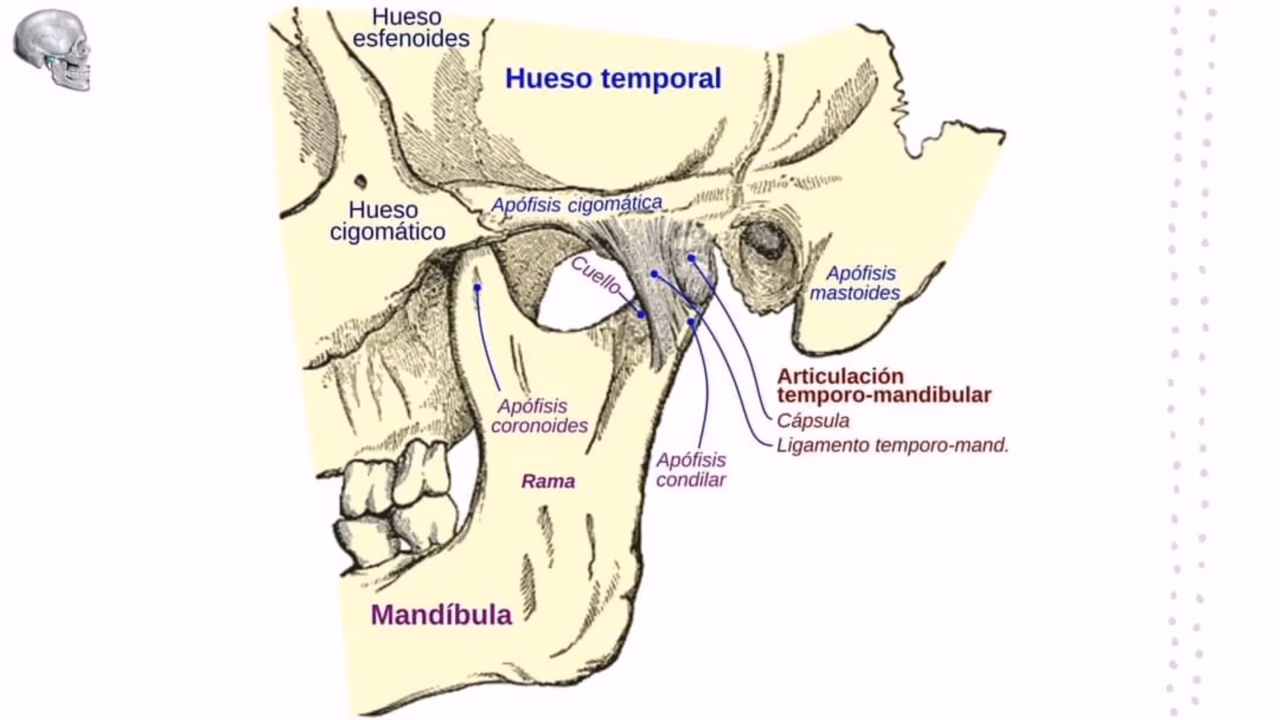 Hueso
esfenoides
Hueso temporal
Apófisis cigomática
Hueso
cigomático
Cuello
Apófisis
mastoides
Articulación
temporo-mandibular
Cápsula
Ligamento temporo-mand.
Apófisis
coronoides
Apófisis
condilar
Rama
Mandíbula